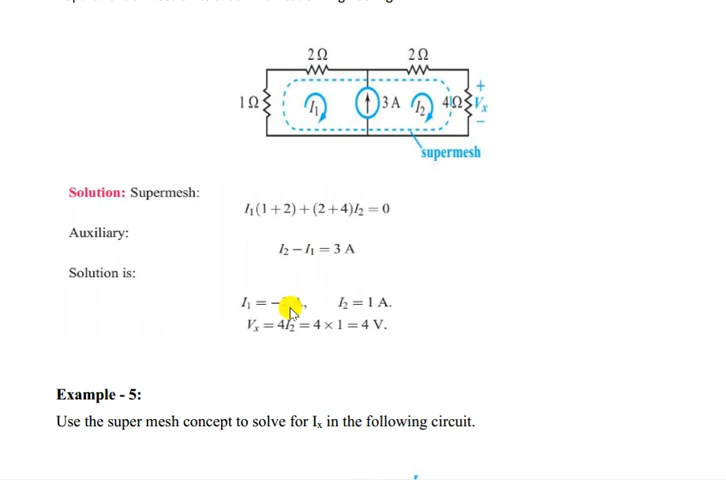 2Ω 2Ω
1Ω I₁ 3 A I₂ 4Ω + Vₓ −
supermesh
Solution: Supermesh:
I₁(1+2)+(2+4)I₂ = 0
Auxiliary:
I₂ − I₁ = 3 A
Solution is:
I₁ = − , I₂ = 1 A.
Vₓ = 4I₂ = 4 × 1 = 4 V.
Example - 5:
Use the super mesh concept to solve for Iₓ in the following circuit.